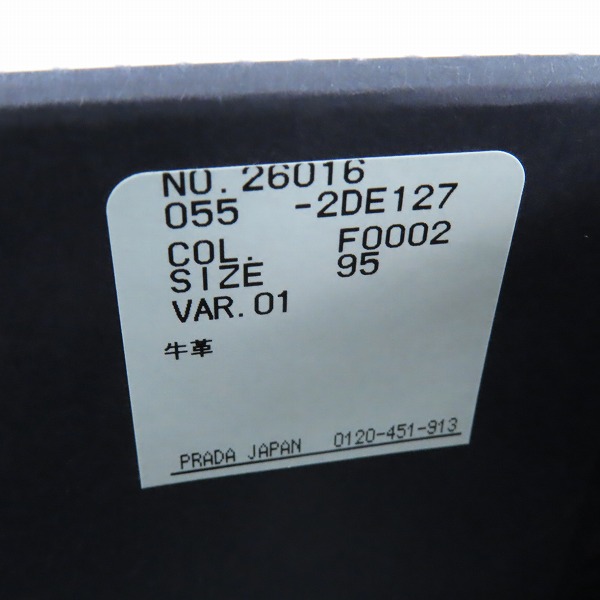 NO.26016
055 -2DE127
COL. F0002
SIZE 95
VAR.01
牛革
PRADA JAPAN 0120-451-913